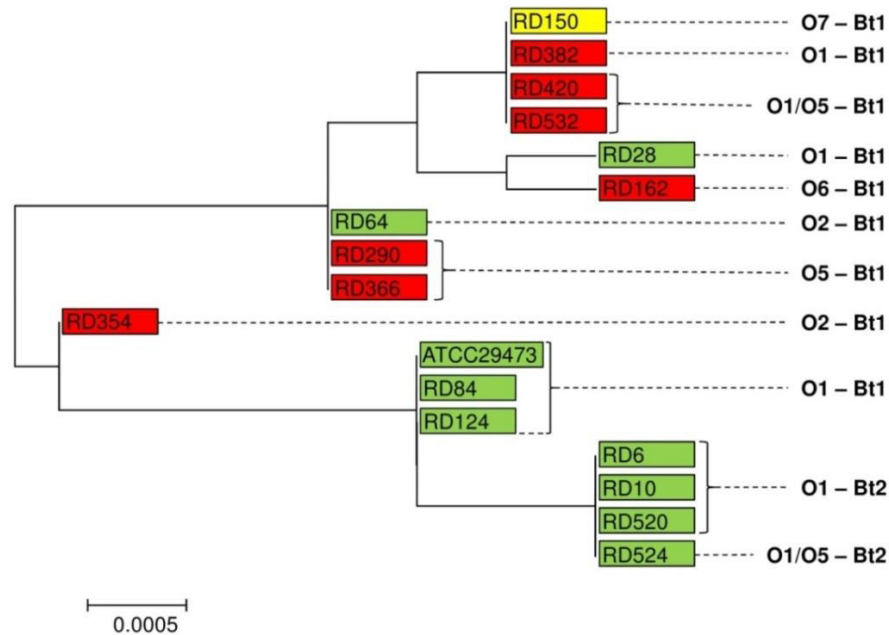 RD150 O7 – Bt1
RD382 O1 – Bt1
RD420
O1/O5 – Bt1
RD532
RD28 O1 – Bt1
RD162 O6 – Bt1
RD64 O2 – Bt1
RD290
O5 – Bt1
RD366
RD354 O2 – Bt1
ATCC29473
RD84 O1 – Bt1
RD124
RD6
RD10 O1 – Bt2
RD520
RD524 O1/O5 – Bt2
0.0005